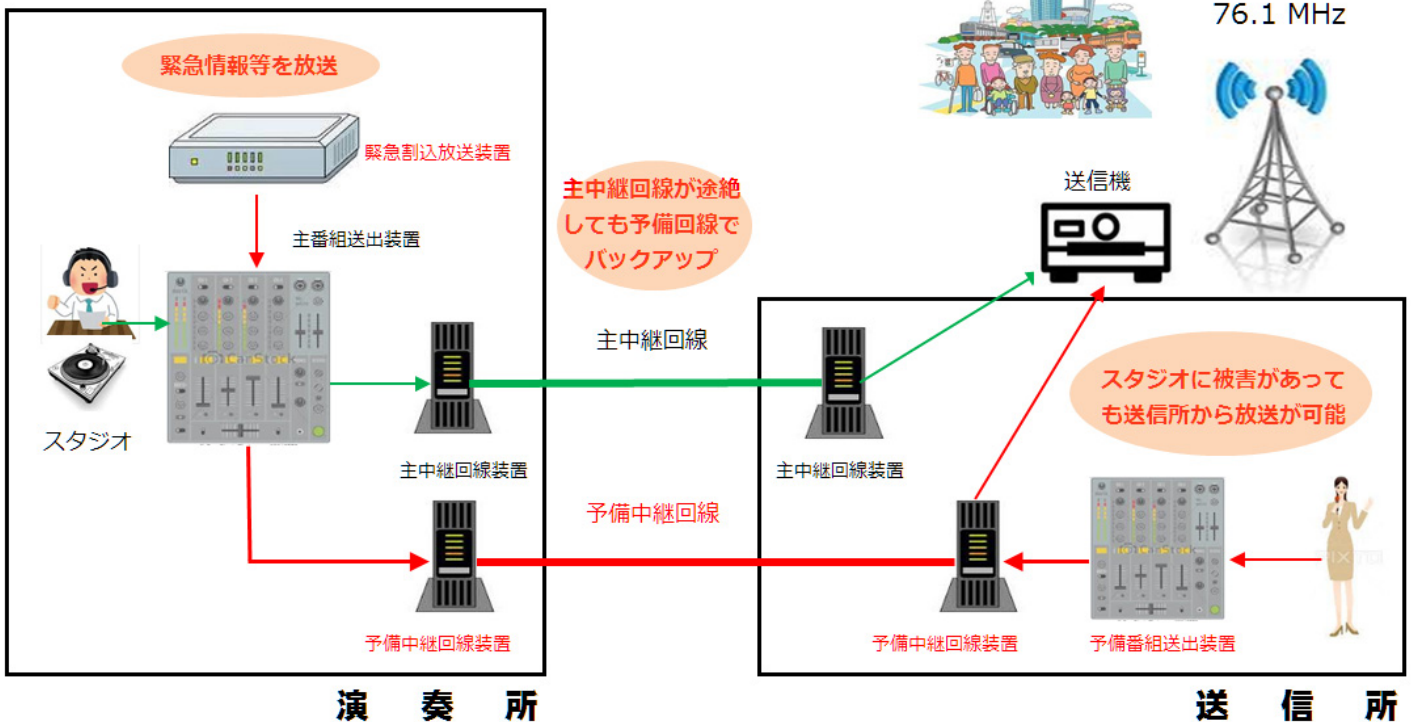 76.1 MHz
緊急情報等を放送
緊急割込放送装置
主番組送出装置
スタジオ
主中継回線が途絶
しても予備回線で
バックアップ
送信機
主中継回線
スタジオに被害があって
も送信所から放送が可能
主中継回線装置
主中継回線装置
予備中継回線
予備中継回線装置
予備中継回線装置
予備番組送出装置
演奏所
送信所